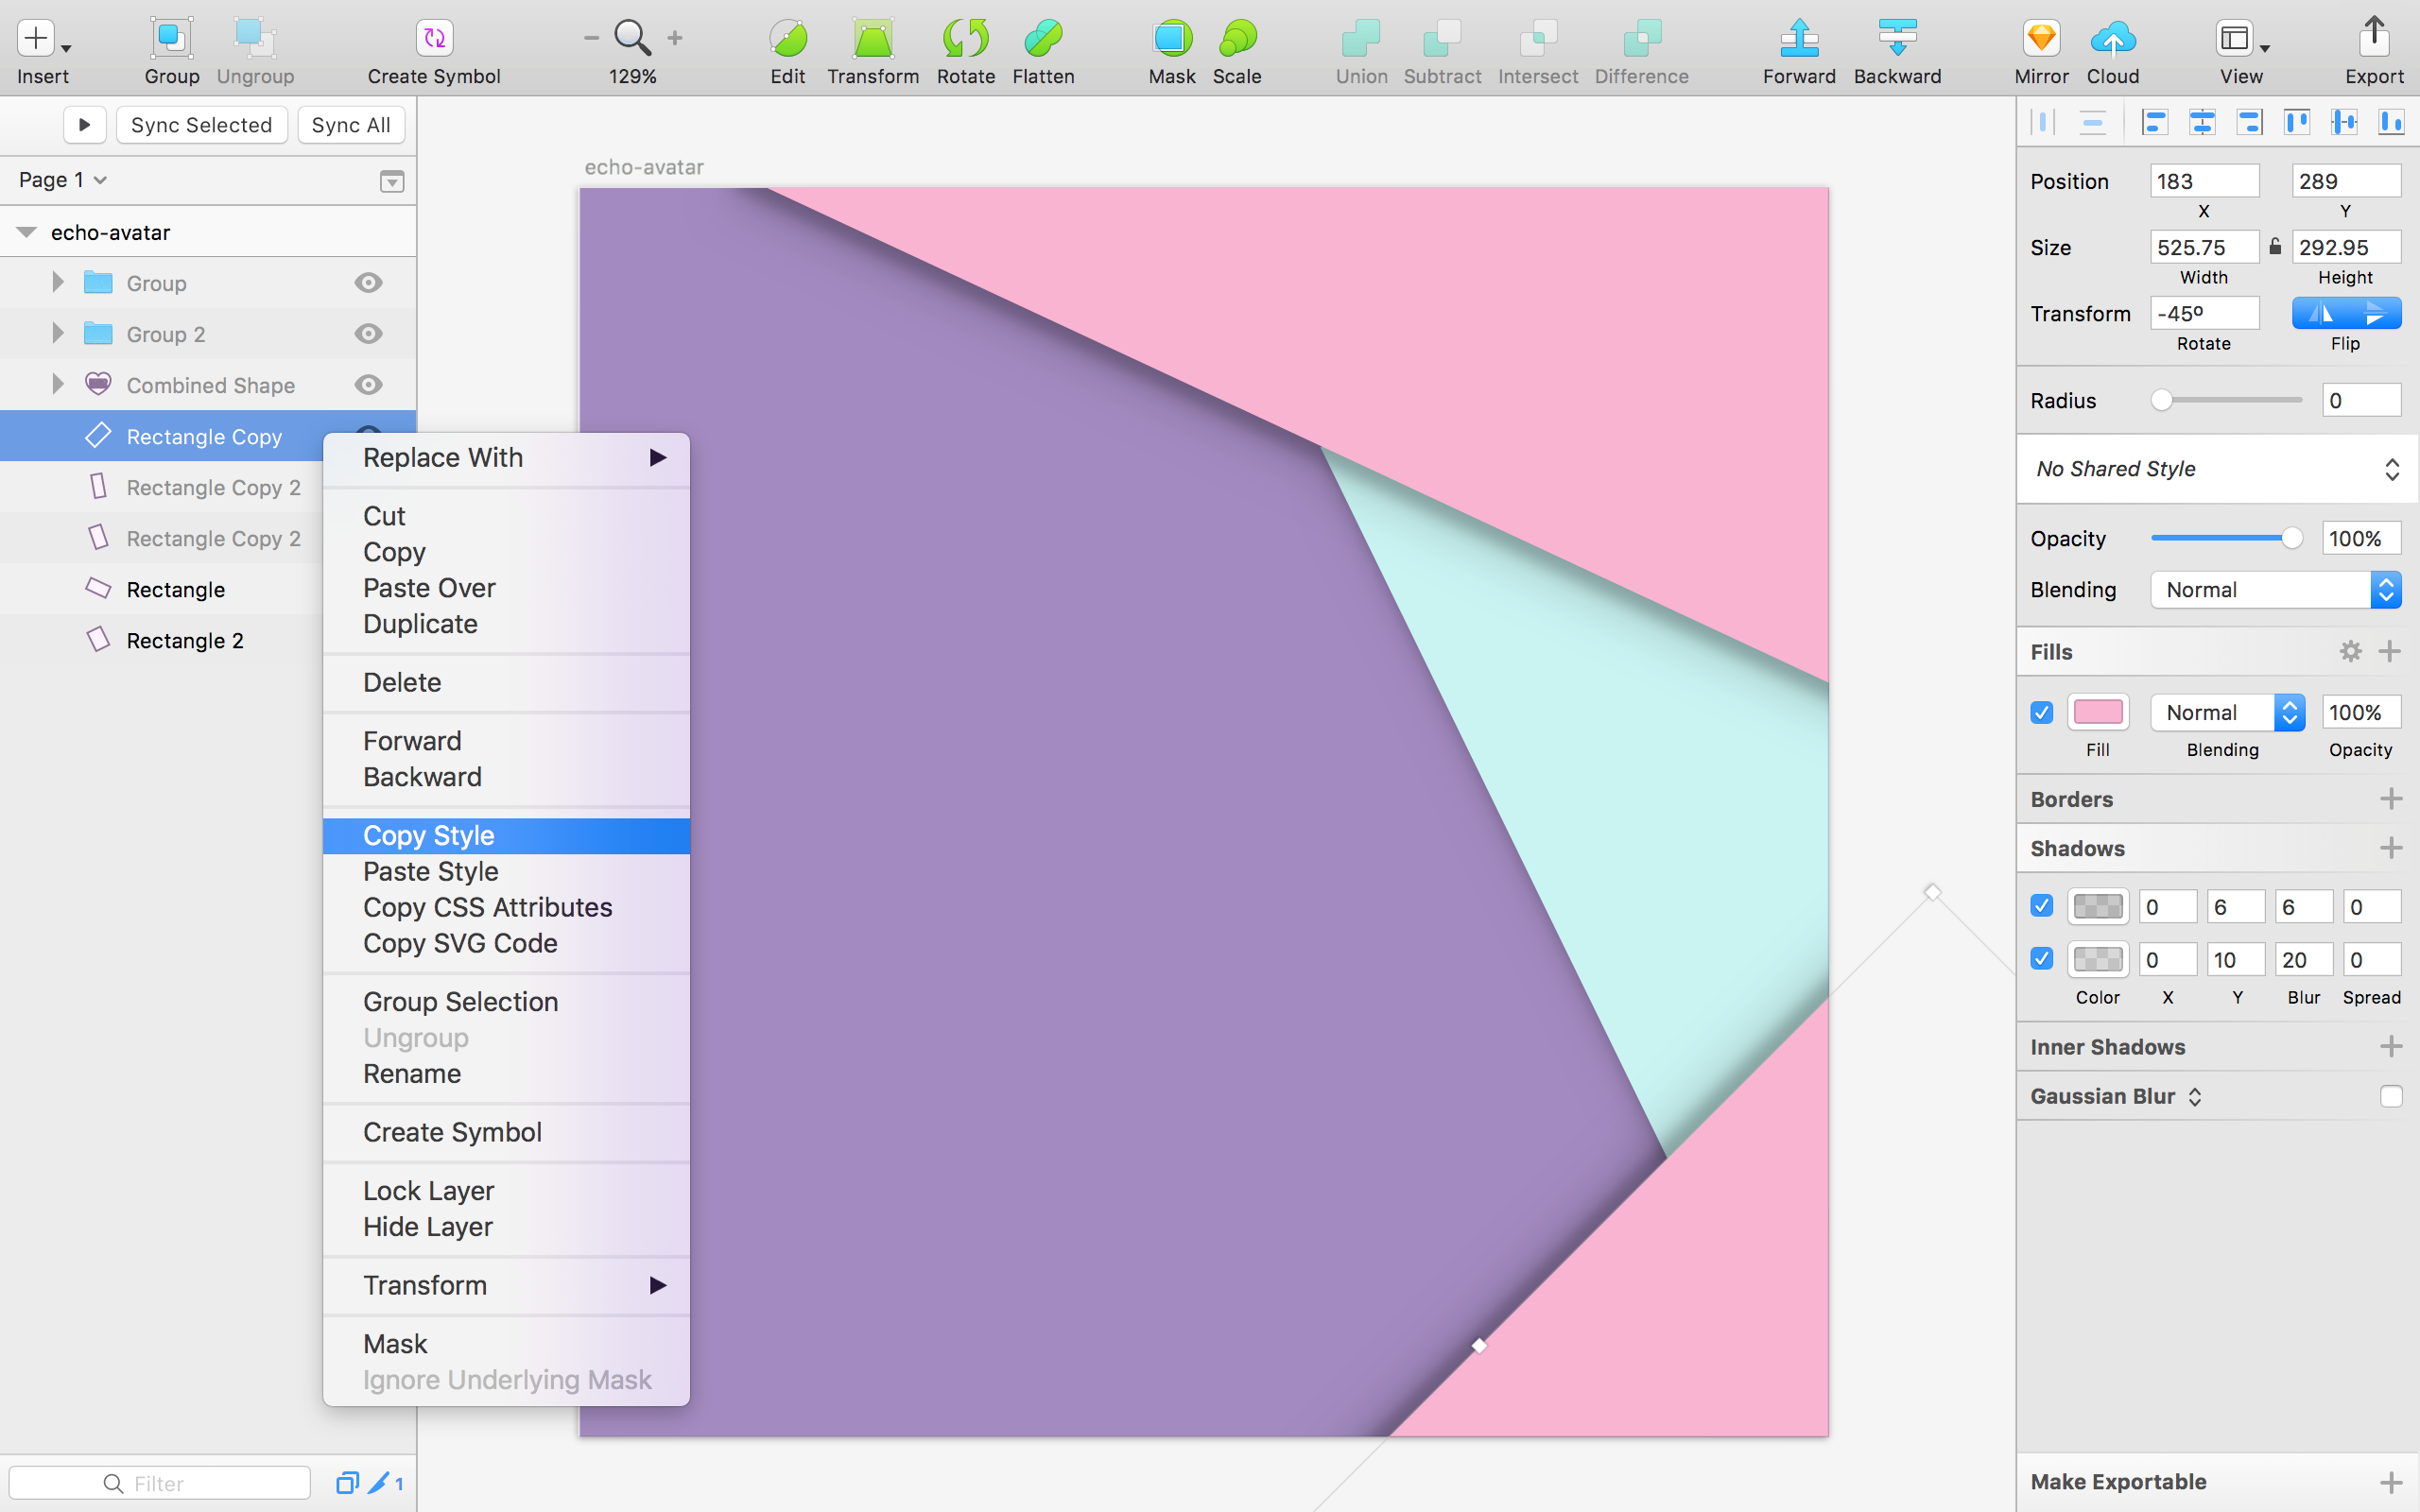 Insert Group Ungroup Create Symbol 129% Edit Transform Rotate Flatten Mask Scale Union Subtract Intersect Difference Forward Backward Mirror Cloud View Export
Sync Selected Sync All
Page 1
echo-avatar
Group
Group 2
Combined Shape
Rectangle Copy
Rectangle Copy 2
Rectangle Copy 2
Rectangle
Rectangle 2
Filter 1
Replace With
Cut
Copy
Paste Over
Duplicate
Delete
Forward
Backward
Copy Style
Paste Style
Copy CSS Attributes
Copy SVG Code
Group Selection
Ungroup
Rename
Create Symbol
Lock Layer
Hide Layer
Transform
Mask
Ignore Underlying Mask
echo-avatar
Position 183 289
X Y
Size 525.75 292.95
Width Height
Transform -45º
Rotate Flip
Radius 0
No Shared Style
Opacity 100%
Blending Normal
Fills
Normal 100%
Fill Blending Opacity
Borders
Shadows
0 6 6 0
0 10 20 0
Color X Y Blur Spread
Inner Shadows
Gaussian Blur
Make Exportable